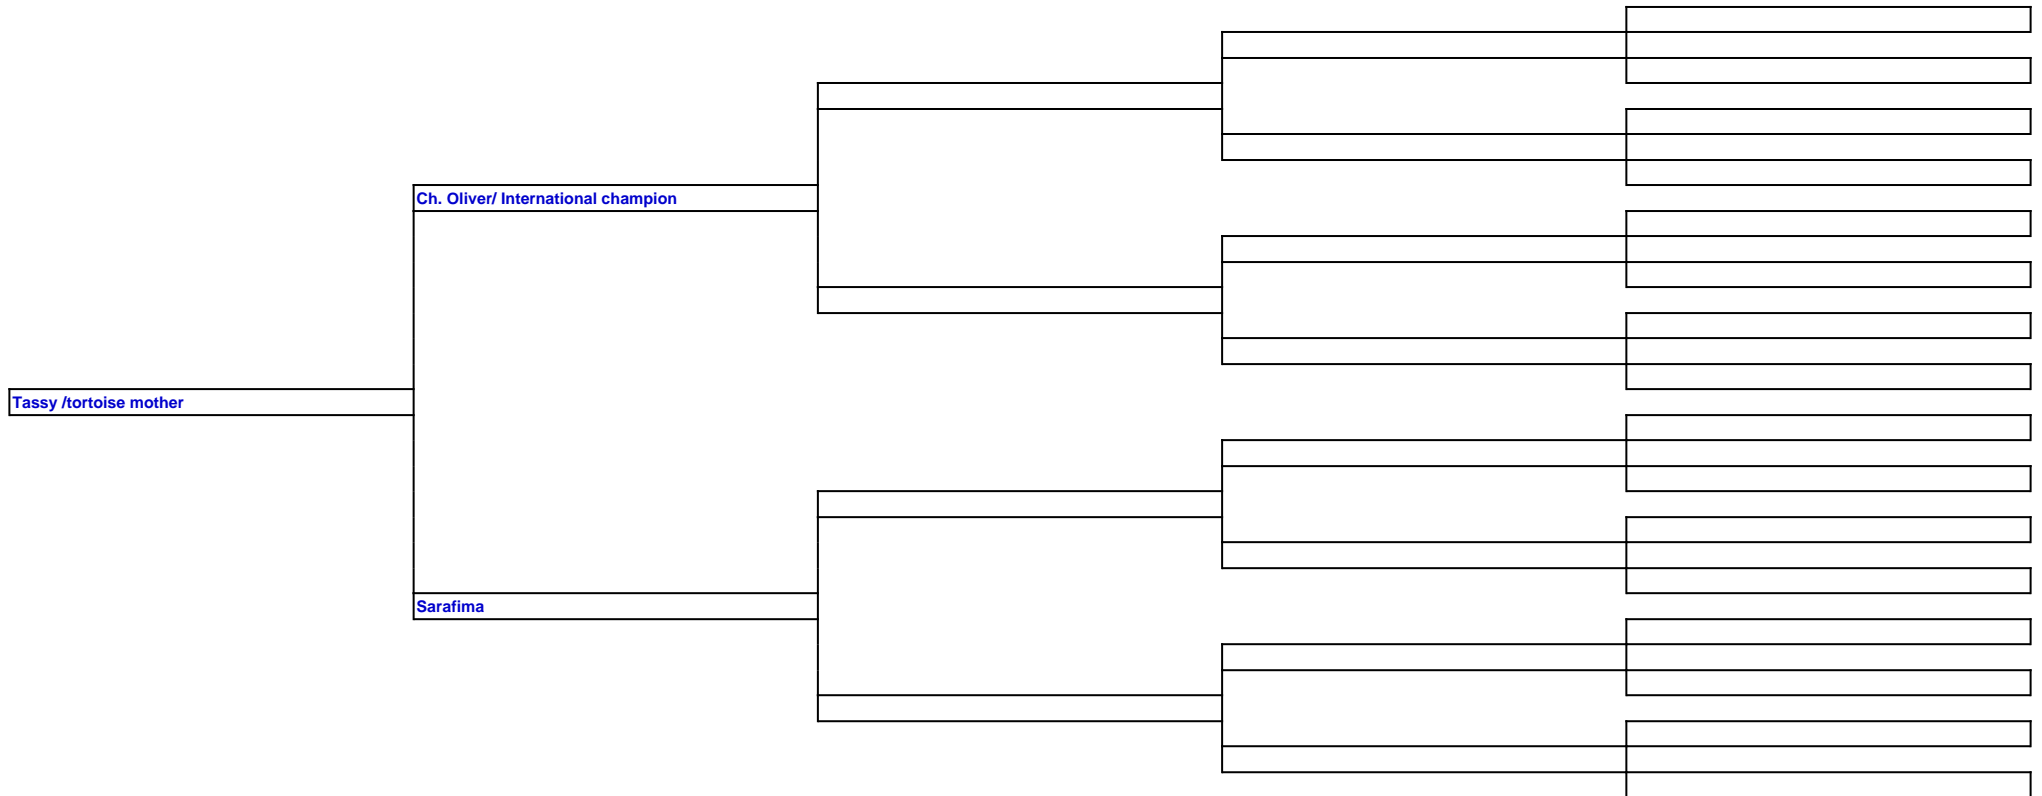 Ch. Oliver/ International champion
Tassy /tortoise mother
Sarafima